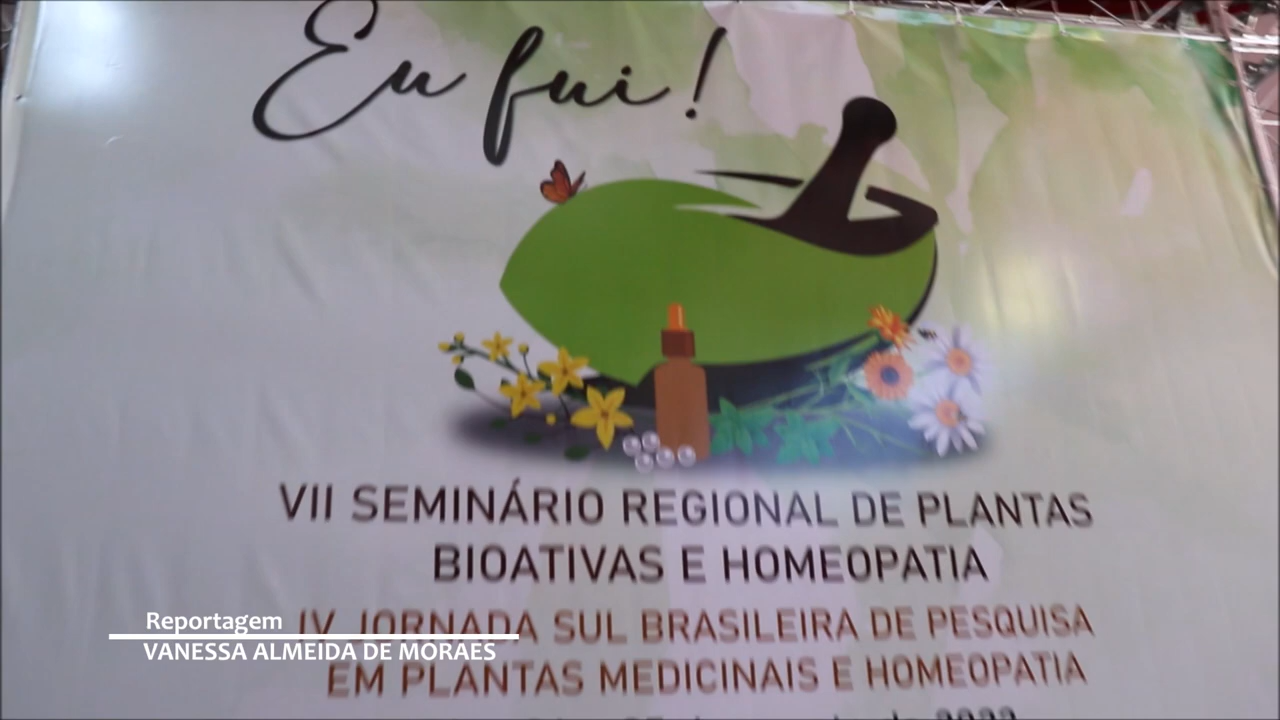 Eu fui!
VII SEMINÁRIO REGIONAL DE PLANTAS
BIOATIVAS E HOMEOPATIA
IV JORNADA SUL BRASILEIRA DE PESQUISA
EM PLANTAS MEDICINAIS E HOMEOPATIA
Reportagem
VANESSA ALMEIDA DE MORAES